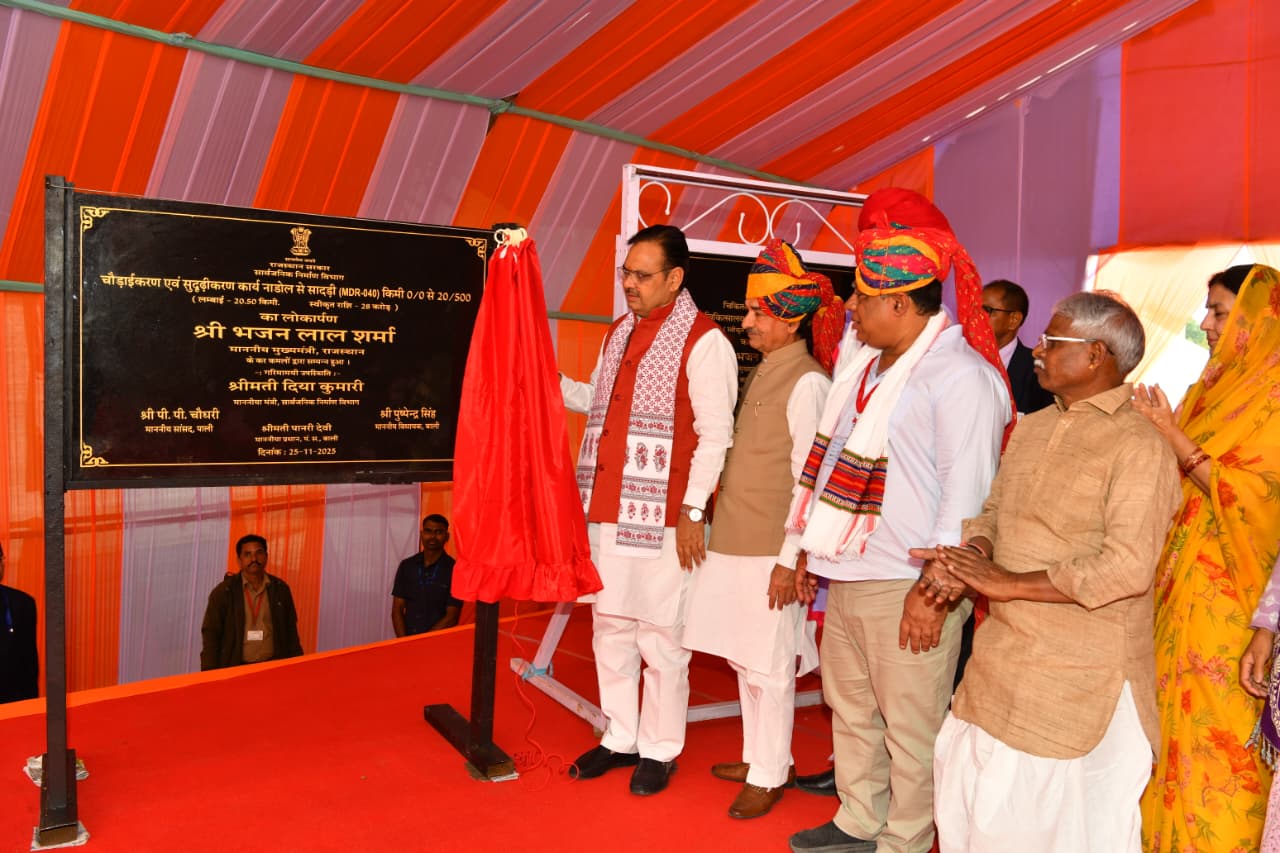 राजस्थान सरकार
सार्वजनिक निर्माण विभाग
चौड़ाईकरण एवं सुदृढ़ीकरण कार्य नाडोल से सादड़ी (MDR-040) किमी 0/0 से 20/500
( लम्बाई - 20.50 किमी. स्वीकृत राशि - 28 करोड़ )
का लोकार्पण
श्री भजन लाल शर्मा
माननीय मुख्यमंत्री, राजस्थान
के कर कमलों द्वारा सम्पन्न हुआ ।
-: गरिमामयी उपस्थिति :-
श्रीमती दिया कुमारी
माननीया मंत्री, सार्वजनिक निर्माण विभाग
श्री पी. पी. चौधरी श्री पुष्पेन्द्र सिंह
माननीय सांसद, पाली माननीय विधायक, बाली
श्रीमती पानरी देवी
माननीया प्रधान, पं. स., बाली
दिनांक : 25-11-2025